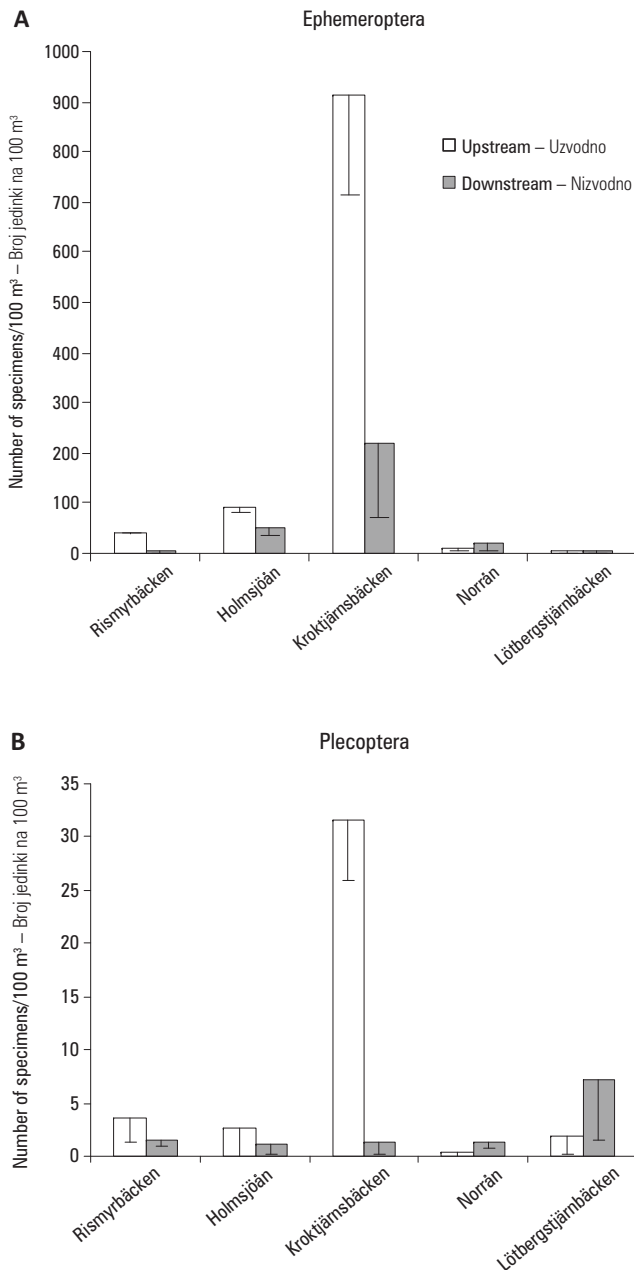 A
Ephemeroptera
Number of specimens/100 m³ – Broj jedinki na 100 m³
1000
900
800
700
600
500
400
300
200
100
0
Upstream – Uzvodno
Downstream – Nizvodno
Rismyrbäcken
Holmsjöån
Kroktjärnsbäcken
Norrån
Lötbergstjärnbäcken
B
Plecoptera
Number of specimens/100 m³ – Broj jedinki na 100 m³
35
30
25
20
15
10
5
0
Rismyrbäcken
Holmsjöån
Kroktjärnsbäcken
Norrån
Lötbergstjärnbäcken